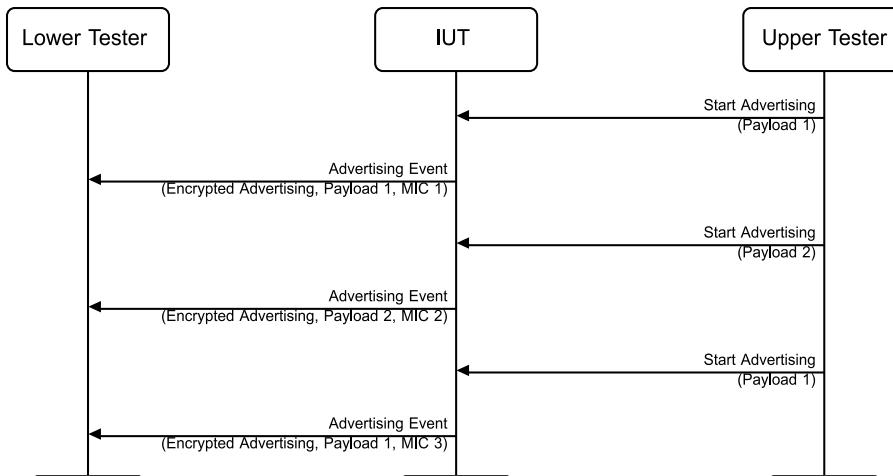 Lower Tester
IUT
Upper Tester
Start Advertising
(Payload 1)
Advertising Event
(Encrypted Advertising, Payload 1, MIC 1)
Start Advertising
(Payload 2)
Advertising Event
(Encrypted Advertising, Payload 2, MIC 2)
Start Advertising
(Payload 1)
Advertising Event
(Encrypted Advertising, Payload 1, MIC 3)